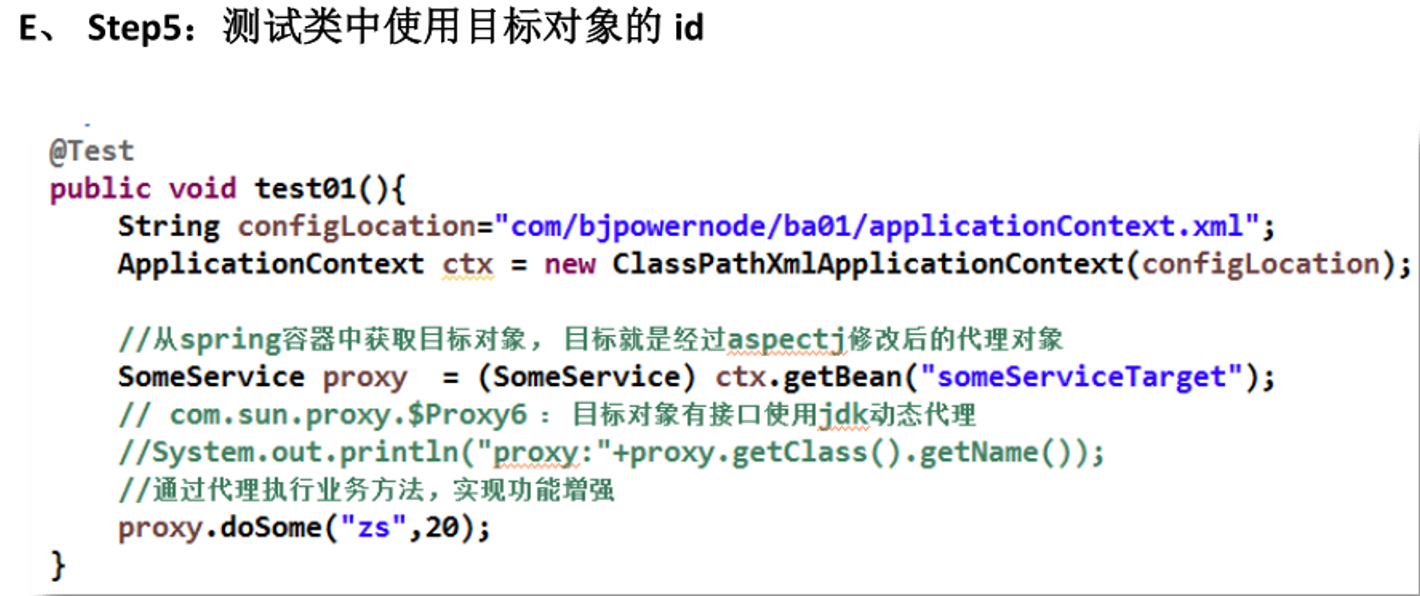 E、 Step5：测试类中使用目标对象的 id
@Test
public void test01(){
    String configLocation="com/bjpowernode/ba01/applicationContext.xml";
    ApplicationContext ctx = new ClassPathXmlApplicationContext(configLocation);
    //从spring容器中获取目标对象， 目标就是经过aspectj修改后的代理对象
    SomeService proxy  = (SomeService) ctx.getBean("someServiceTarget");
    // com.sun.proxy.$Proxy6 ：目标对象有接口使用jdk动态代理
    //System.out.println("proxy:"+proxy.getClass().getName());
    //通过代理执行业务方法，实现功能增强
    proxy.doSome("zs",20);
}